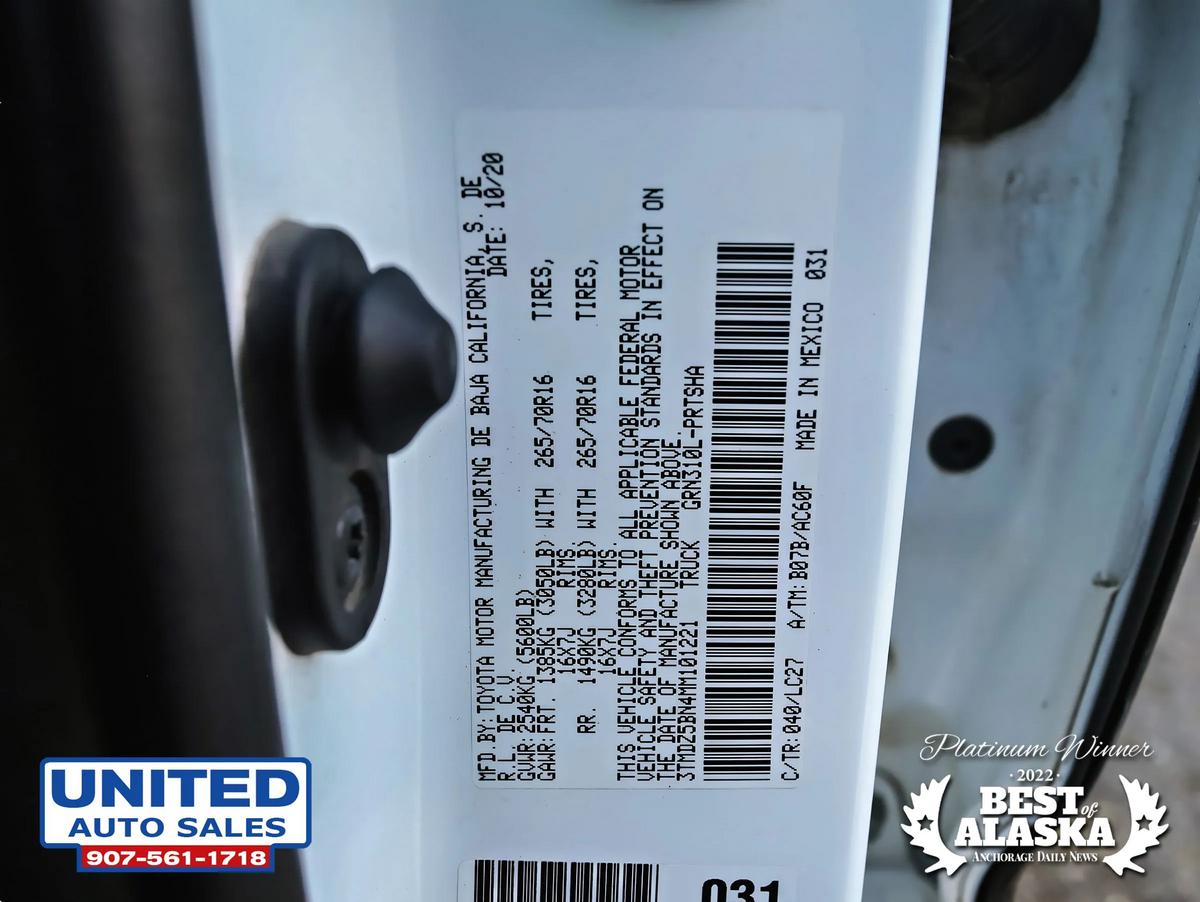 MFD.BY:TOYOTA MOTOR MANUFACTURING DE BAJA CALIFORNIA, S. DE
R.L. DE C.V. DATE: 10/20
GVWR: 2540KG (5600LB)
GAWR:FRT. 1385KG (3050LB) WITH 265/70R16 TIRES,
16X7J RIMS
RR. 1490KG (3280LB) WITH 265/70R16 TIRES,
16X7J RIMS.
THIS VEHICLE CONFORMS TO ALL APPLICABLE FEDERAL MOTOR
VEHICLE SAFETY AND THEFT PREVENTION STANDARDS IN EFFECT ON
THE DATE OF MANUFACTURE SHOWN ABOVE.
3TMDZ5BN4MM101221 TRUCK GRN310L-PRTSHA
C/TR:040/LC27 A/TM:B07B/AC60F MADE IN MEXICO 031
031
UNITED
AUTO SALES
907-561-1718
Platinum Winner
·2022·
BEST of
ALASKA
ANCHORAGE DAILY NEWS